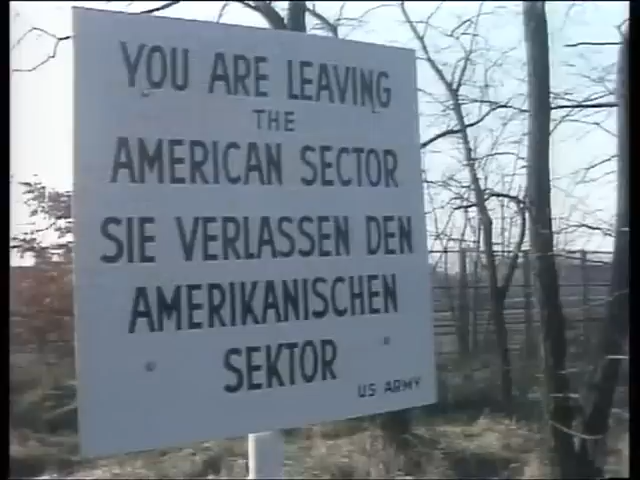 YOU ARE LEAVING
THE
AMERICAN SECTOR
SIE VERLASSEN DEN
AMERIKANISCHEN
SEKTOR
US ARMY